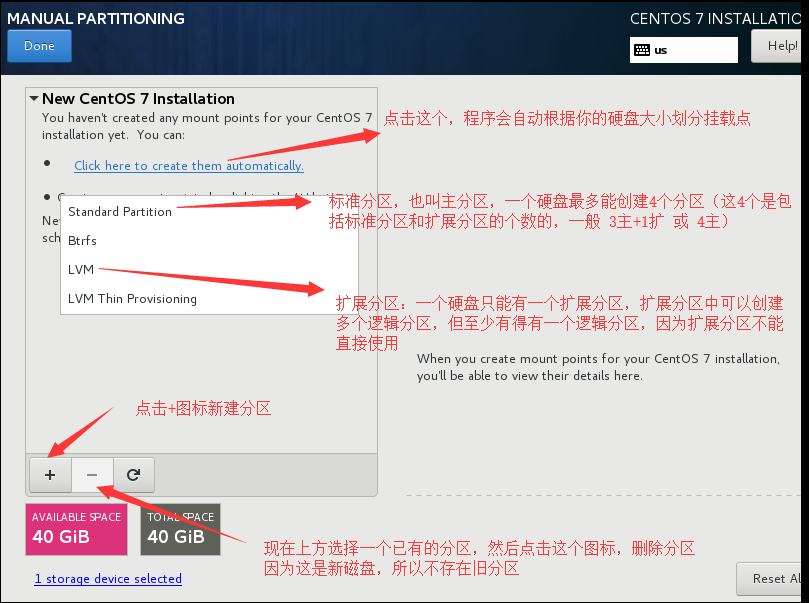 MANUAL PARTITIONING
CENTOS 7 INSTALLATIO
Done
us
Help!
New CentOS 7 Installation
You haven't created any mount points for your CentOS 7
installation yet. You can:
点击这个，程序会自动根据你的硬盘大小划分挂载点
Click here to create them automatically.
标准分区，也叫主分区，一个硬盘最多能创建4个分区（这4个是包
括标准分区和扩展分区的个数的，一般 3主+1扩 或 4主）
Standard Partition
Btrfs
LVM
LVM Thin Provisioning
扩展分区：一个硬盘只能有一个扩展分区，扩展分区中可以创建
多个逻辑分区，但至少有得有一个逻辑分区，因为扩展分区不能
直接使用
When you create mount points for your CentOS 7 installation,
you'll be able to view their details here.
点击+图标新建分区
+
−
AVAILABLE SPACE
40 GiB
TOTAL SPACE
40 GiB
现在上方选择一个已有的分区，然后点击这个图标，删除分区
因为这是新磁盘，所以不存在旧分区
1 storage device selected
Reset Al